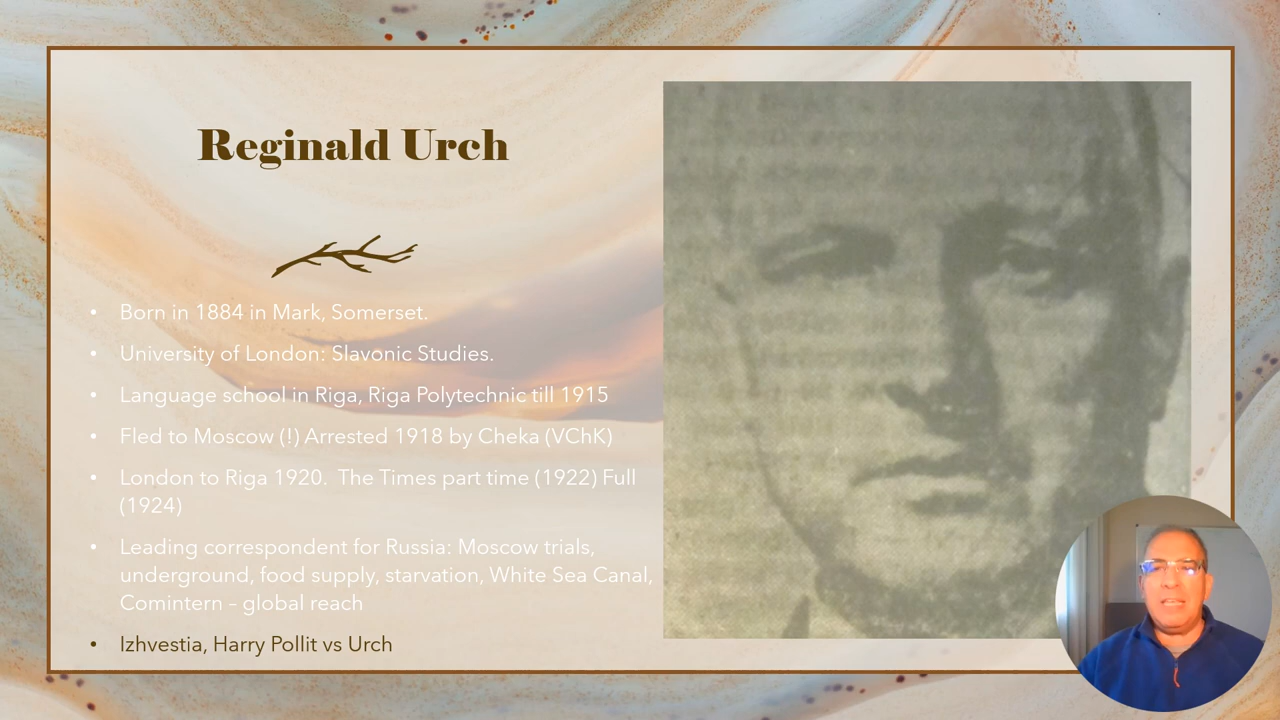 Reginald Urch
• Born in 1884 in Mark, Somerset.
• University of London: Slavonic Studies.
• Language school in Riga, Riga Polytechnic till 1915
• Fled to Moscow (!) Arrested 1918 by Cheka (VChK)
• London to Riga 1920.  The Times part time (1922) Full
(1924)
• Leading correspondent for Russia: Moscow trials,
underground, food supply, starvation, White Sea Canal,
Comintern – global reach
• Izhvestia, Harry Pollit vs Urch